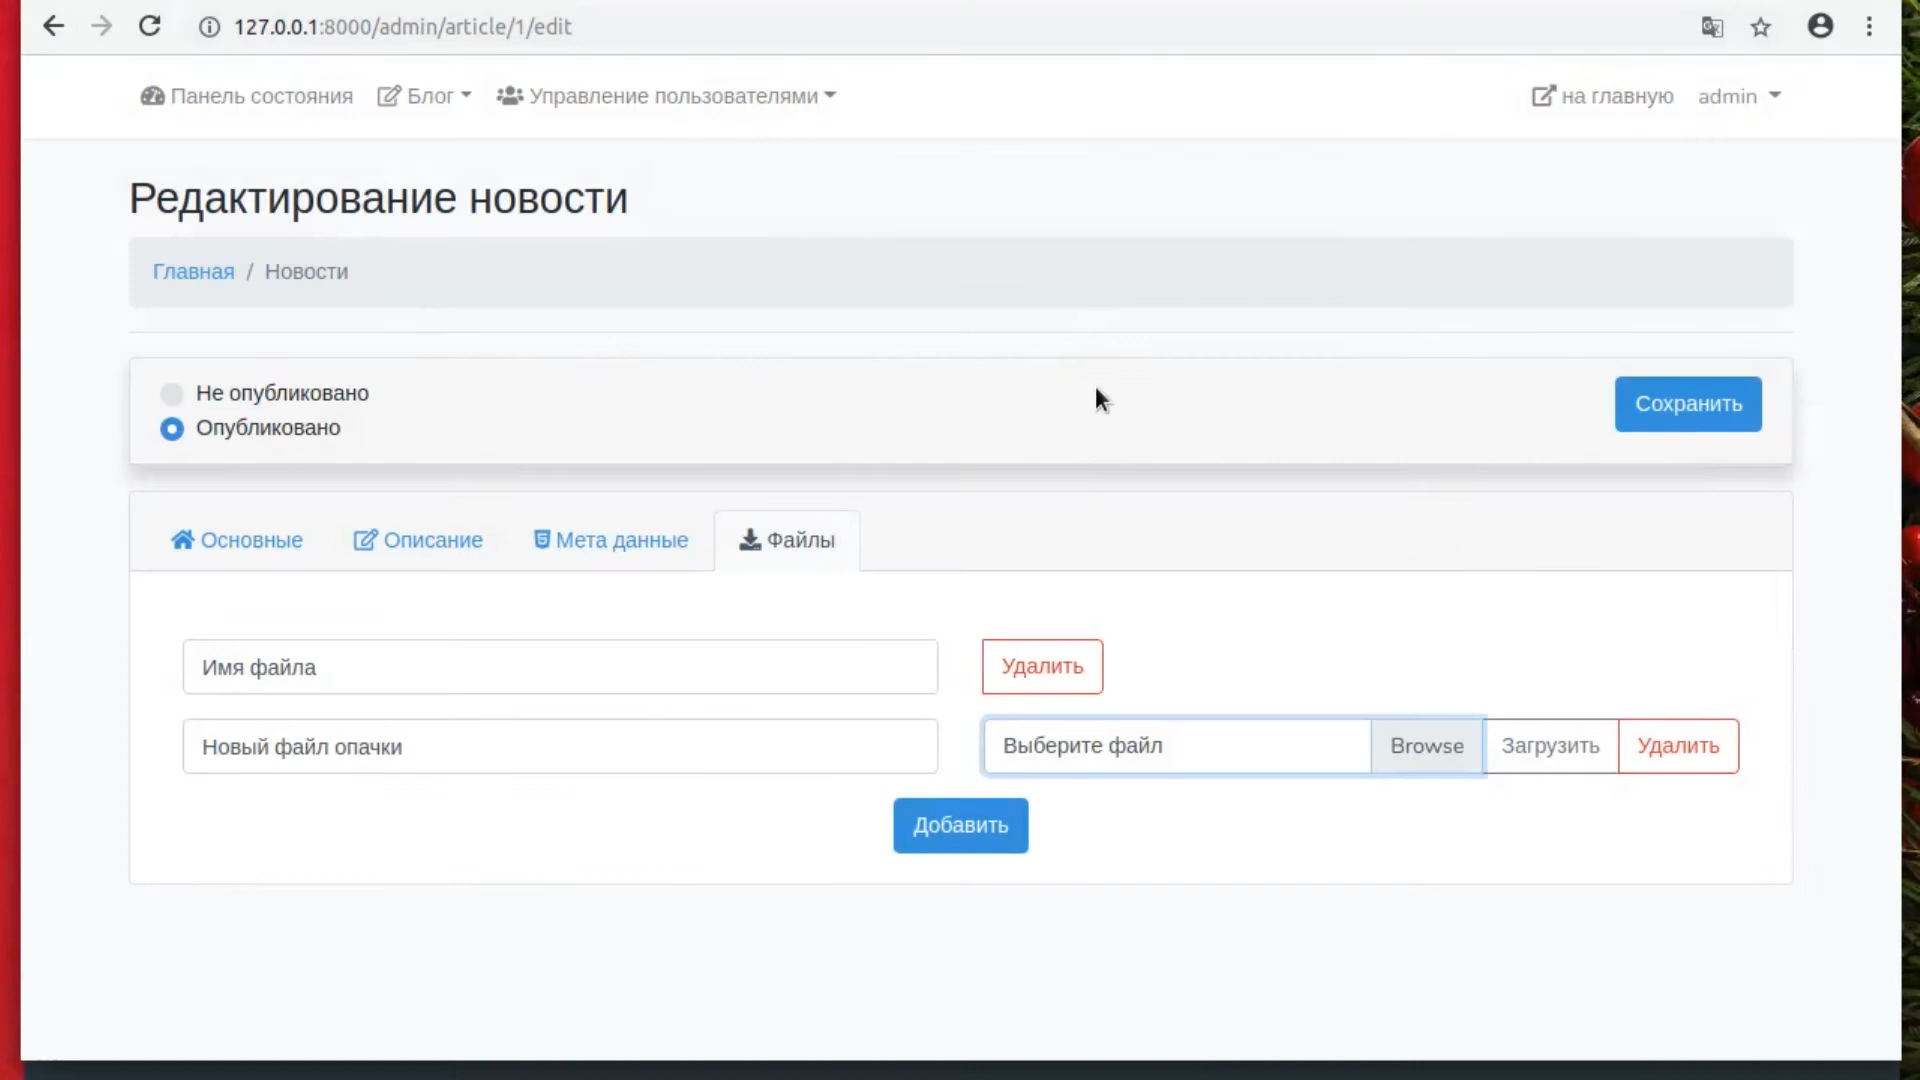 127.0.0.1:8000/admin/article/1/edit
Панель состояния Блог Управление пользователями на главную admin
Редактирование новости
Главная / Новости
Не опубликовано
Опубликовано
Сохранить
Основные Описание Мета данные Файлы
Имя файла Удалить
Новый файл опачки Выберите файл Browse Загрузить Удалить
Добавить